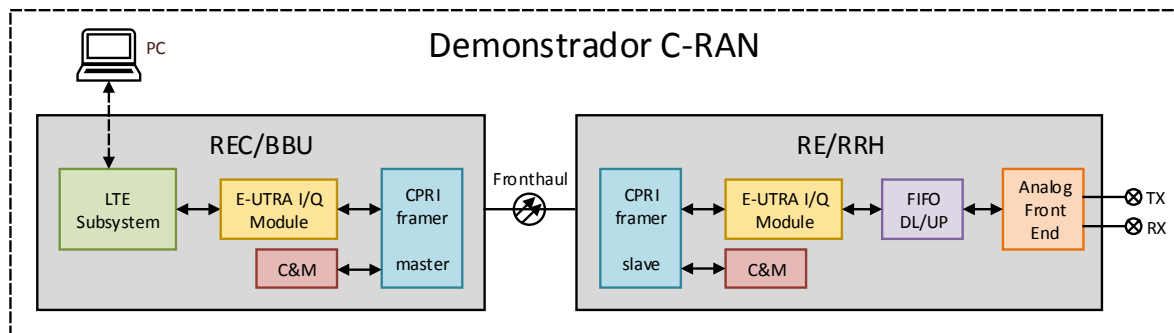 Demonstrador C-RAN
PC
REC/BBU
LTE
Subsystem
E-UTRA I/Q
Module
C&M
CPRI
framer
master
Fronthaul
RE/RRH
CPRI
framer
slave
E-UTRA I/Q
Module
C&M
FIFO
DL/UP
Analog
Front
End
TX
RX